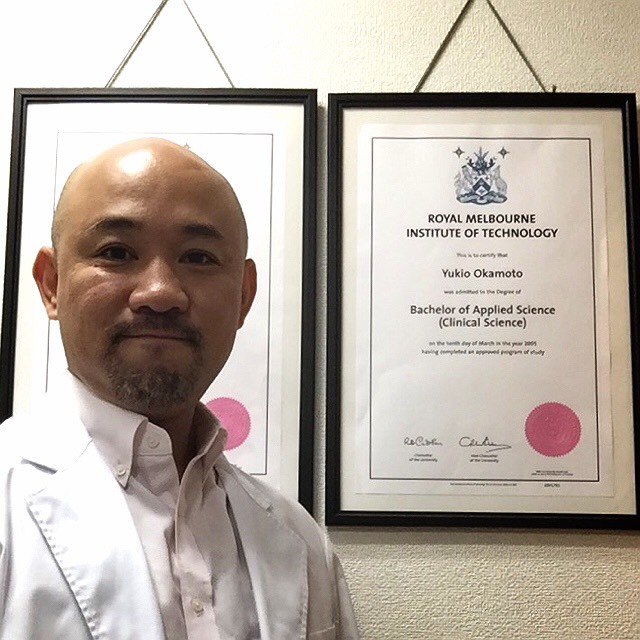 ROYAL MELBOURNE
INSTITUTE OF TECHNOLOGY
This is to certify that
Yukio Okamoto
was admitted to the Degree of
Bachelor of Applied Science
(Clinical Science)
on the tenth day of March in the year 2005
having completed an approved program of study
Chancellor
of the University
Vice-Chancellor
of the University